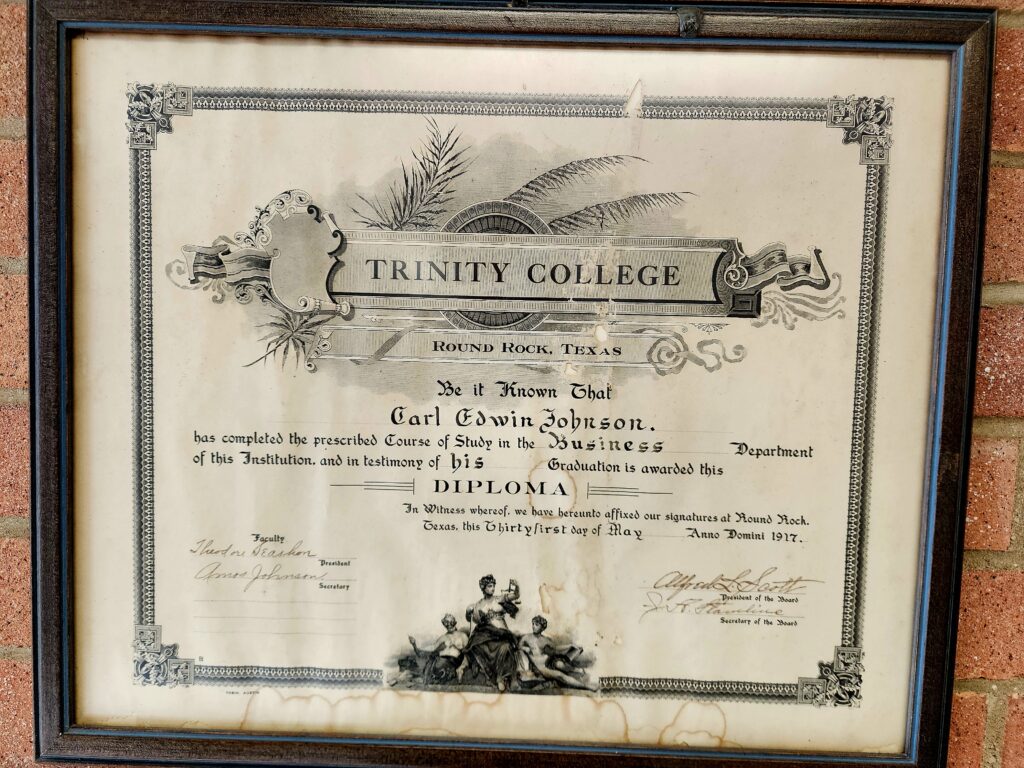 TRINITY COLLEGE
ROUND ROCK, TEXAS
Be it Known That
Carl Edwin Johnson.
has completed the prescribed Course of Study in the Business Department
of this Institution, and in testimony of his Graduation is awarded this
DIPLOMA
In Witness whereof, we have hereunto affixed our signatures at Round Rock,
Texas, this Thirtyfirst day of May Anno Domini 1917.
Faculty
Theodore
President
Amos Johnson
Secretary
Alfred L. Scott
President of the Board
J. A.
Secretary of the Board